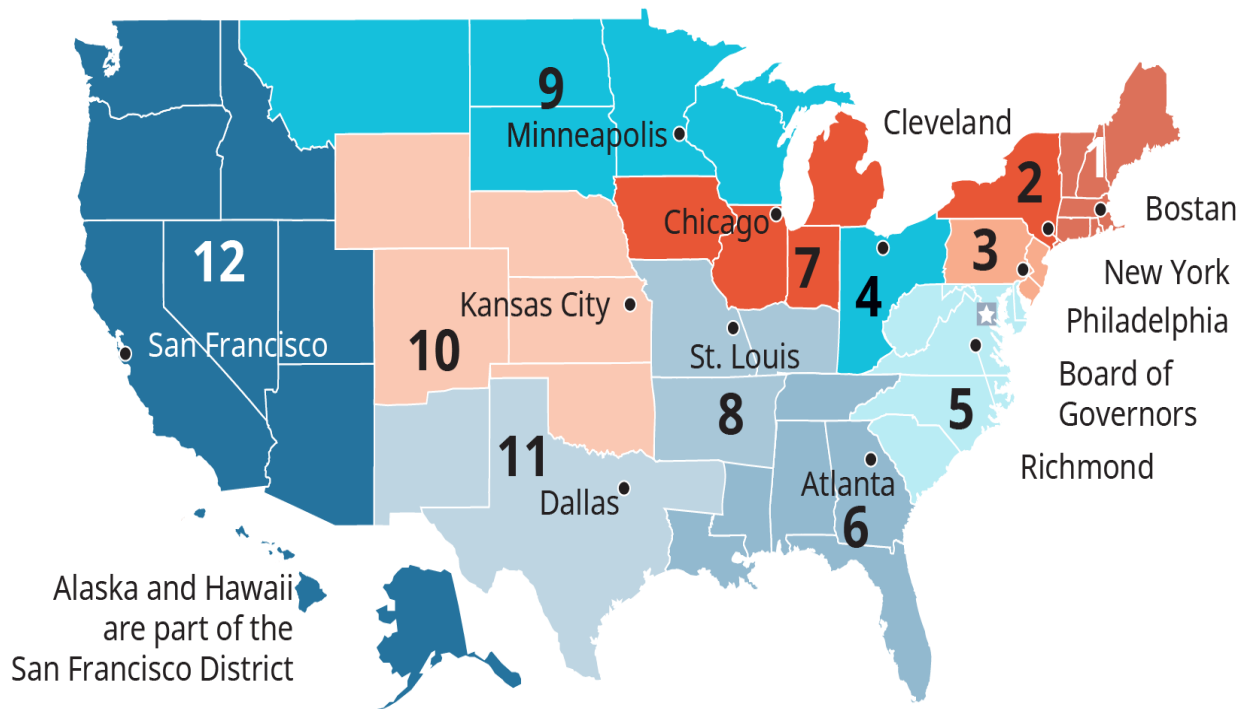 9
Minneapolis
Cleveland
1
2
Bostan
Chicago
12
7
3
4
New York
Kansas City
Philadelphia
San Francisco
10
St. Louis
Board of
Governors
8
5
11
Richmond
Dallas
Atlanta
6
Alaska and Hawaii
are part of the
San Francisco District